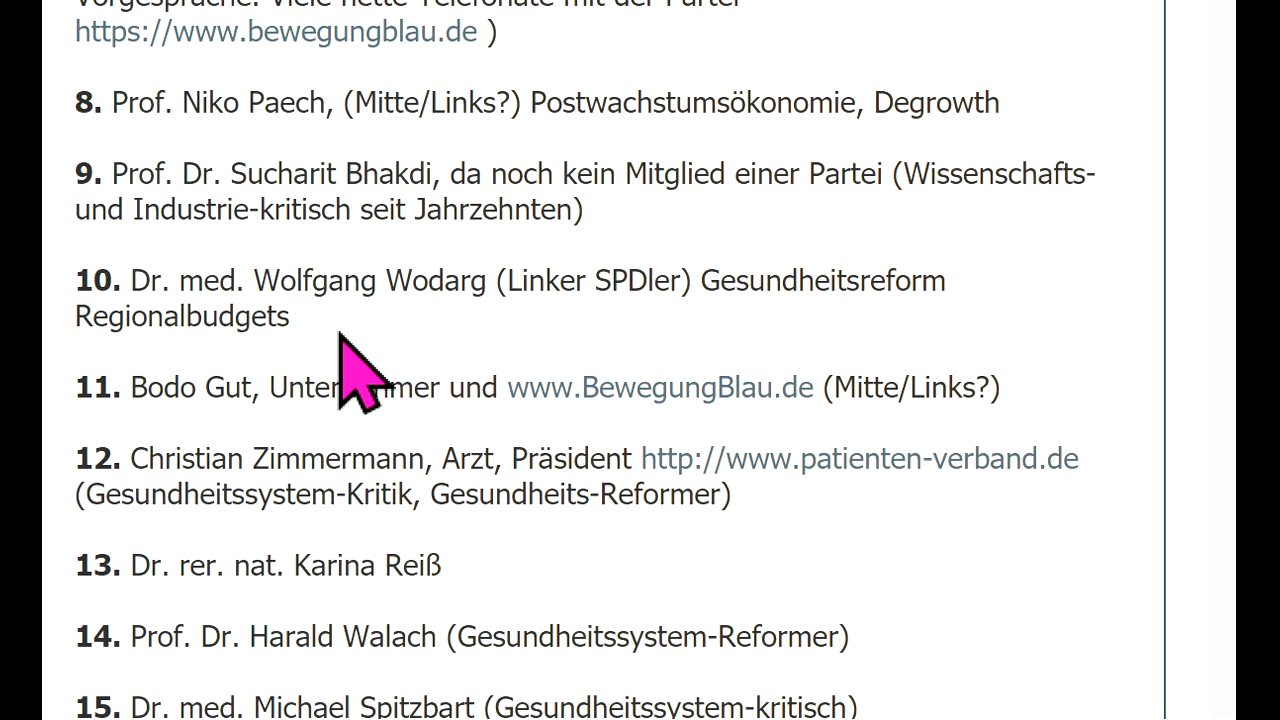 https://www.bewegungblau.de )
8. Prof. Niko Paech, (Mitte/Links?) Postwachstumsökonomie, Degrowth
9. Prof. Dr. Sucharit Bhakdi, da noch kein Mitglied einer Partei (Wissenschafts-
und Industrie-kritisch seit Jahrzehnten)
10. Dr. med. Wolfgang Wodarg (Linker SPDler) Gesundheitsreform
Regionalbudgets
11. Bodo Gut, und www.BewegungBlau.de (Mitte/Links?)
12. Christian Zimmermann, Arzt, Präsident http://www.patienten-verband.de
(Gesundheitssystem-Kritik, Gesundheits-Reformer)
13. Dr. rer. nat. Karina Reiß
14. Prof. Dr. Harald Walach (Gesundheitssystem-Reformer)
15. Dr. med. Michael Spitzbart (Gesundheitssystem-kritisch)